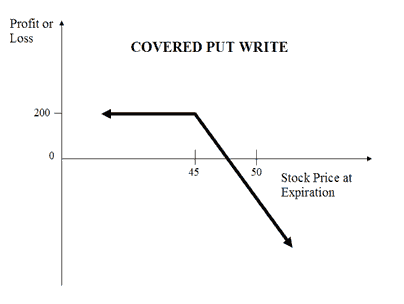 Profit or
Loss
COVERED PUT WRITE
200
0
45
50
Stock Price at
Expiration